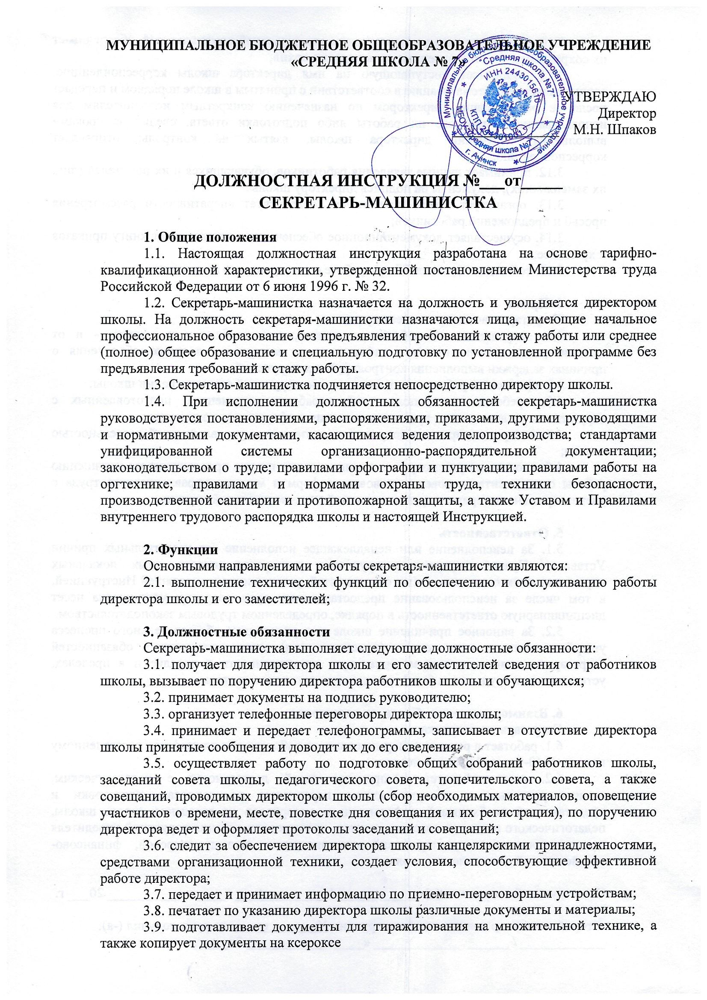 МУНИЦИПАЛЬНОЕ БЮДЖЕТНОЕ ОБЩЕОБРАЗОВАТЕЛЬНОЕ УЧРЕЖДЕНИЕ
«СРЕДНЯЯ ШКОЛА № 7»
Муниципальное бюджетное общеобразовательное учреждение
"Средняя школа №7"
ИНН 2443015610
КПП 244301001
МБОУ "Средняя школа №7"
г. Ачинск
УТВЕРЖДАЮ
Директор
М.Н. Шпаков
ДОЛЖНОСТНАЯ ИНСТРУКЦИЯ №___от_____
СЕКРЕТАРЬ-МАШИНИСТКА
1. Общие положения
1.1. Настоящая должностная инструкция разработана на основе тарифно-
квалификационной характеристики, утвержденной постановлением Министерства труда
Российской Федерации от 6 июня 1996 г. № 32.
1.2. Секретарь-машинистка назначается на должность и увольняется директором
школы. На должность секретаря-машинистки назначаются лица, имеющие начальное
профессиональное образование без предъявления требований к стажу работы или среднее
(полное) общее образование и специальную подготовку по установленной программе без
предъявления требований к стажу работы.
1.3. Секретарь-машинистка подчиняется непосредственно директору школы.
1.4. При исполнении должностных обязанностей секретарь-машинистка
руководствуется постановлениями, распоряжениями, приказами, другими руководящими
и нормативными документами, касающимися ведения делопроизводства; стандартами
унифицированной системы организационно-распорядительной документации;
законодательством о труде; правилами орфографии и пунктуации; правилами работы на
оргтехнике; правилами и нормами охраны труда, техники безопасности,
производственной санитарии и противопожарной защиты, а также Уставом и Правилами
внутреннего трудового распорядка школы и настоящей Инструкцией.
2. Функции
Основными направлениями работы секретаря-машинистки являются:
2.1. выполнение технических функций по обеспечению и обслуживанию работы
директора школы и его заместителей;
3. Должностные обязанности
Секретарь-машинистка выполняет следующие должностные обязанности:
3.1. получает для директора школы и его заместителей сведения от работников
школы, вызывает по поручению директора работников школы и обучающихся;
3.2. принимает документы на подпись руководителю;
3.3. организует телефонные переговоры директора школы;
3.4. принимает и передает телефонограммы, записывает в отсутствие директора
школы принятые сообщения и доводит их до его сведения;
3.5. осуществляет работу по подготовке общих собраний работников школы,
заседаний совета школы, педагогического совета, попечительского совета, а также
совещаний, проводимых директором школы (сбор необходимых материалов, оповещение
участников о времени, месте, повестке дня совещания и их регистрация), по поручению
директора ведет и оформляет протоколы заседаний и совещаний;
3.6. следит за обеспечением директора школы канцелярскими принадлежностями,
средствами организационной техники, создает условия, способствующие эффективной
работе директора;
3.7. передает и принимает информацию по приемно-переговорным устройствам;
3.8. печатает по указанию директора школы различные документы и материалы;
3.9. подготавливает документы для тиражирования на множительной технике, а
также копирует документы на ксероксе